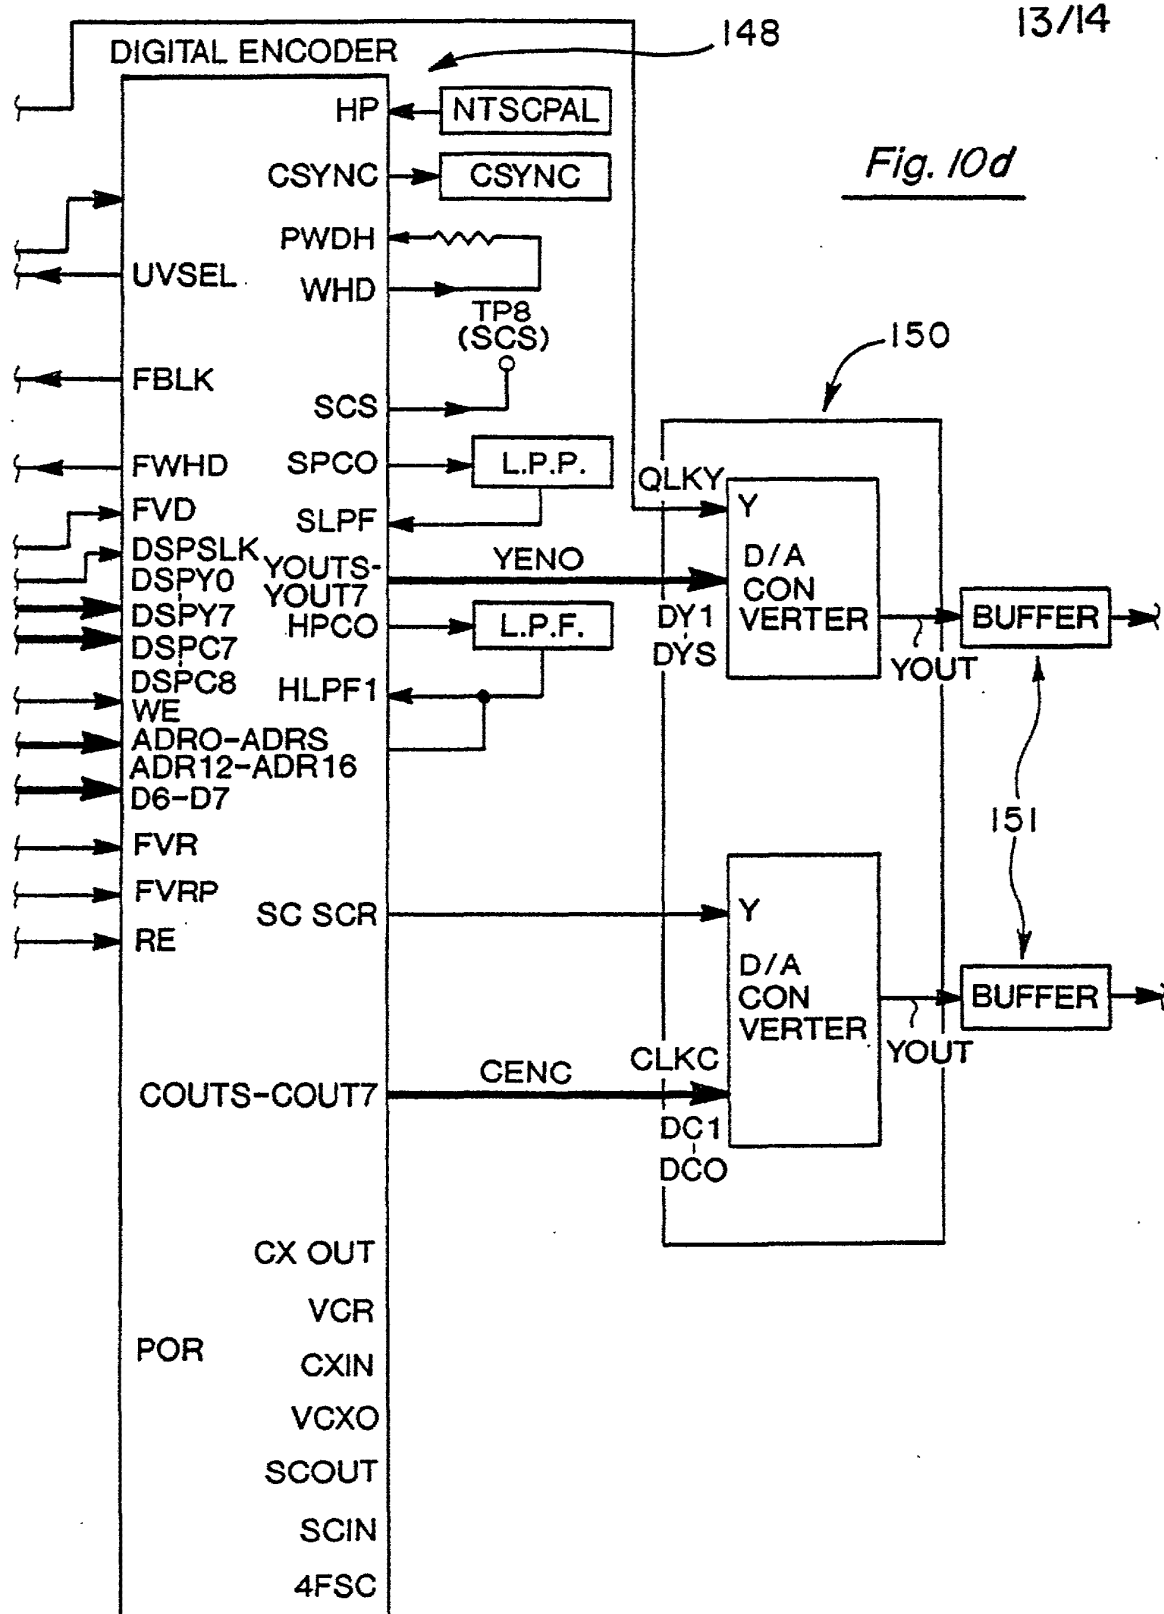 13/14
DIGITAL ENCODER
148
Fig. 10d
HP
NTSCPAL
CSYNC
CSYNC
PWDH
UVSEL
WHD
TP8
(SCS)
150
FBLK
SCS
FWHD
SPCO
L.P.P.
QLKY
Y
FVD
SLPF
DSPSLK
DSPY0
DSPY7
DSPC7
DSPC8
YOUTS-
YOUT7
YENO
D/A
CON
VERTER
HPCO
L.P.F.
DY1
DYS
YOUT
BUFFER
HLPF1
WE
ADRO-ADRS
ADR12-ADR16
D6-D7
151
FVR
FVRP
SC SCR
Y
RE
D/A
CON
VERTER
BUFFER
YOUT
COUTS-COUT7
CENC
CLKC
DC1
DCO
CX OUT
VCR
POR
CXIN
VCXO
SCOUT
SCIN
4FSC